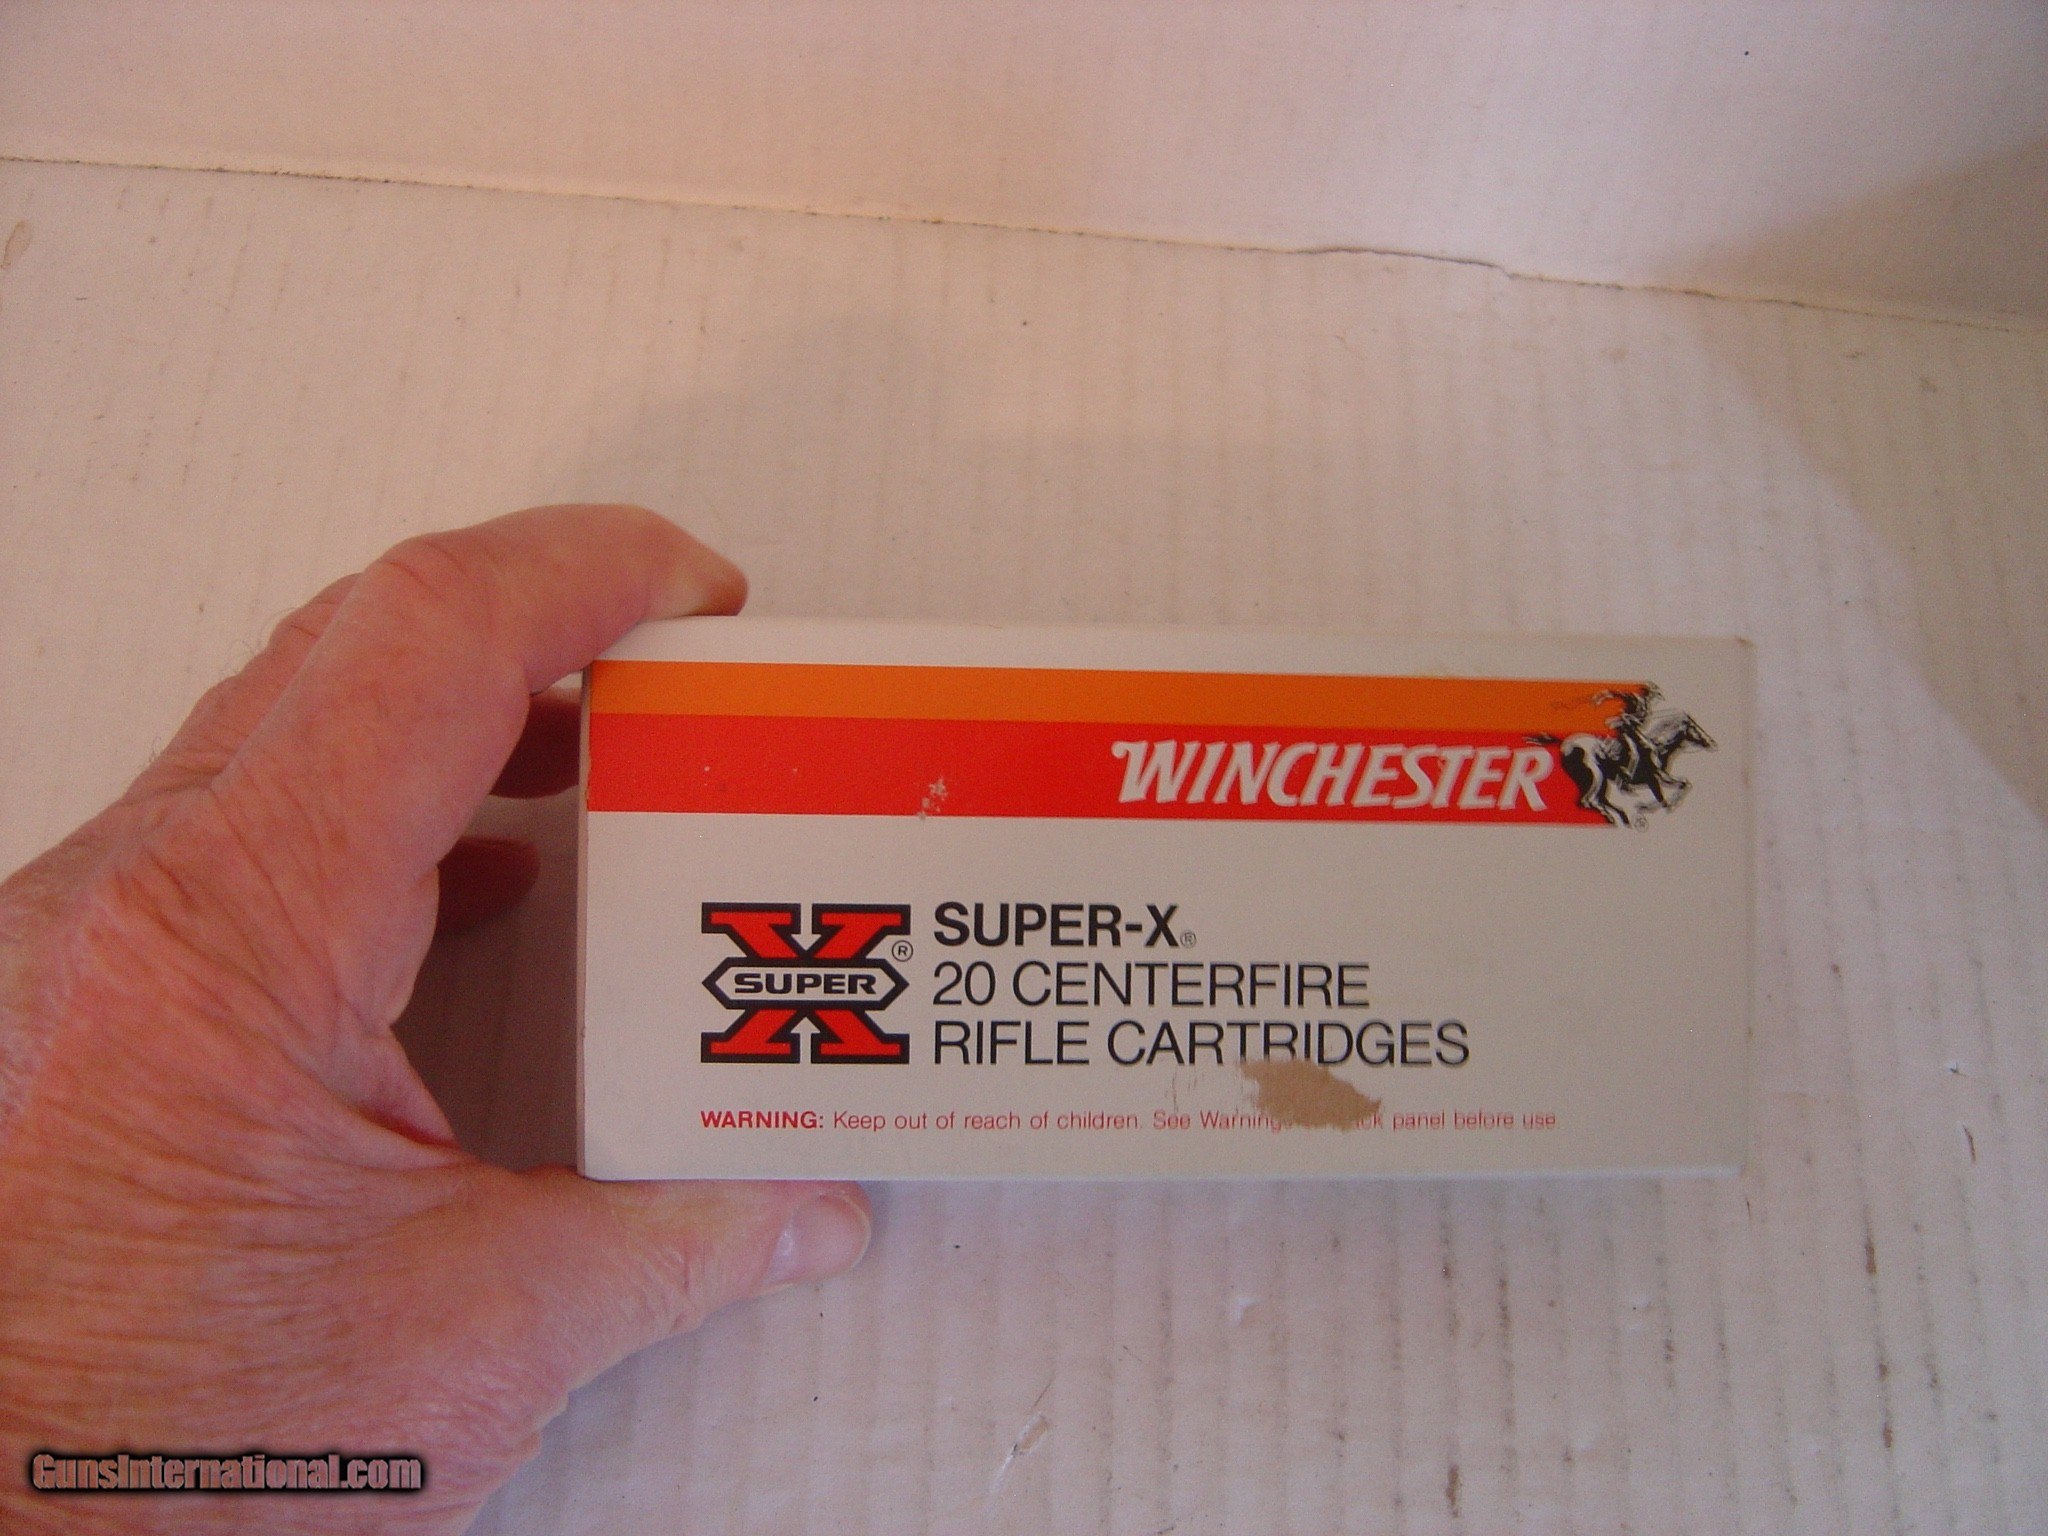 WINCHESTER
®
SUPER ®
SUPER-X®
20 CENTERFIRE
RIFLE CARTRIDGES
WARNING: Keep out of reach of children. See Warning panel before use
GunsInternational.com